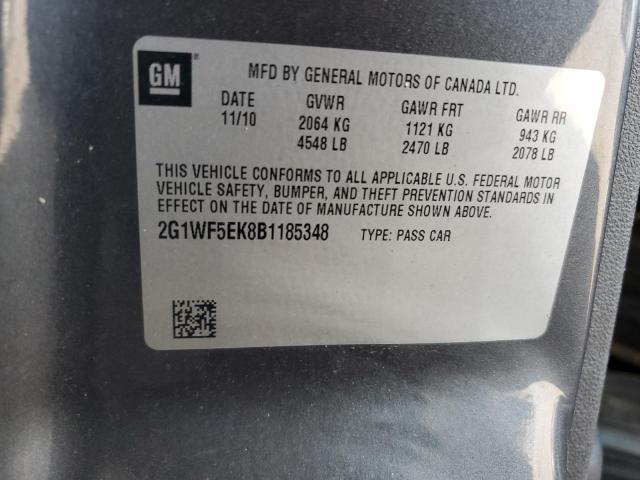 GM ®
MFD BY GENERAL MOTORS OF CANADA LTD.
DATE GVWR GAWR FRT GAWR RR
11/10 2064 KG 1121 KG 943 KG
4548 LB 2470 LB 2078 LB
THIS VEHICLE CONFORMS TO ALL APPLICABLE U.S. FEDERAL MOTOR
VEHICLE SAFETY, BUMPER, AND THEFT PREVENTION STANDARDS IN
EFFECT ON THE DATE OF MANUFACTURE SHOWN ABOVE.
2G1WF5EK8B1185348 TYPE: PASS CAR